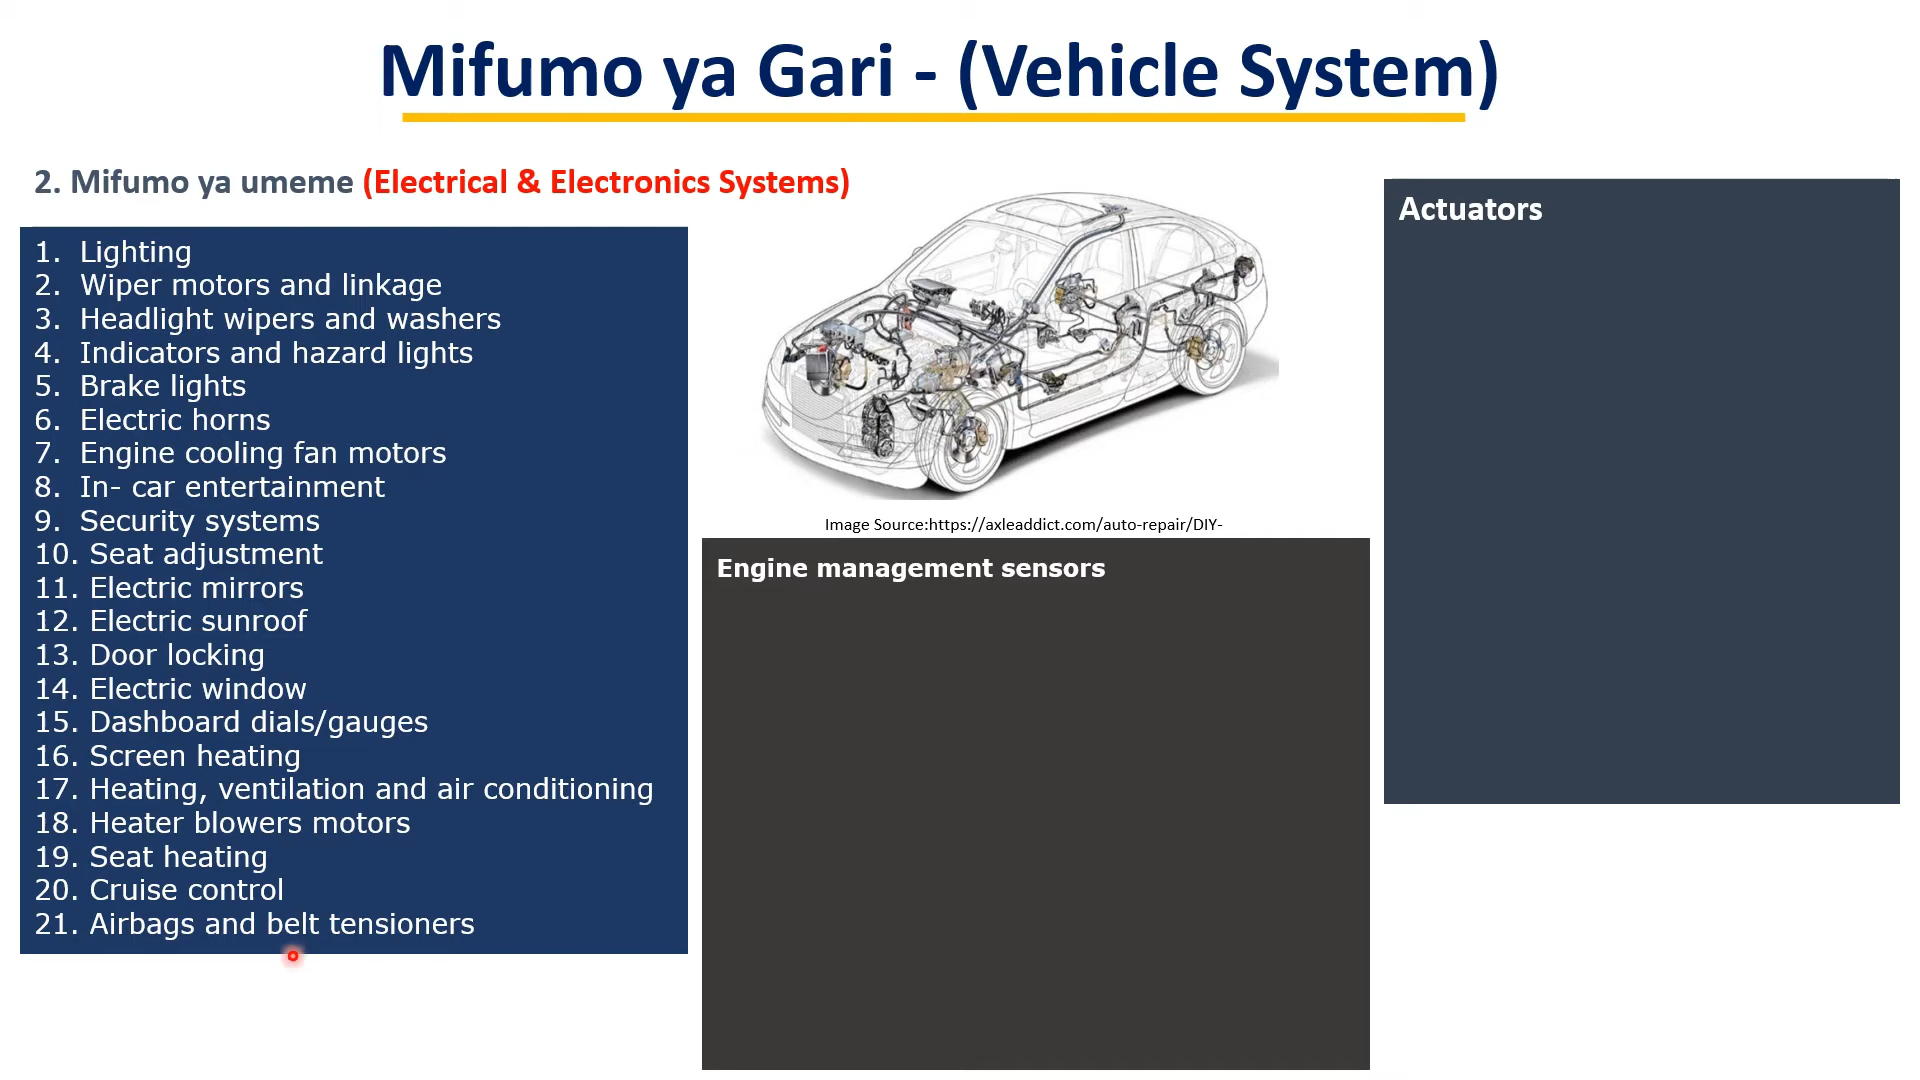 Mifumo ya Gari - (Vehicle System)
2. Mifumo ya umeme (Electrical & Electronics Systems)
1. Lighting
2. Wiper motors and linkage
3. Headlight wipers and washers
4. Indicators and hazard lights
5. Brake lights
6. Electric horns
7. Engine cooling fan motors
8. In- car entertainment
9. Security systems
10. Seat adjustment
11. Electric mirrors
12. Electric sunroof
13. Door locking
14. Electric window
15. Dashboard dials/gauges
16. Screen heating
17. Heating, ventilation and air conditioning
18. Heater blowers motors
19. Seat heating
20. Cruise control
21. Airbags and belt tensioners
Image Source:https://axleaddict.com/auto-repair/DIY-
Engine management sensors
Actuators